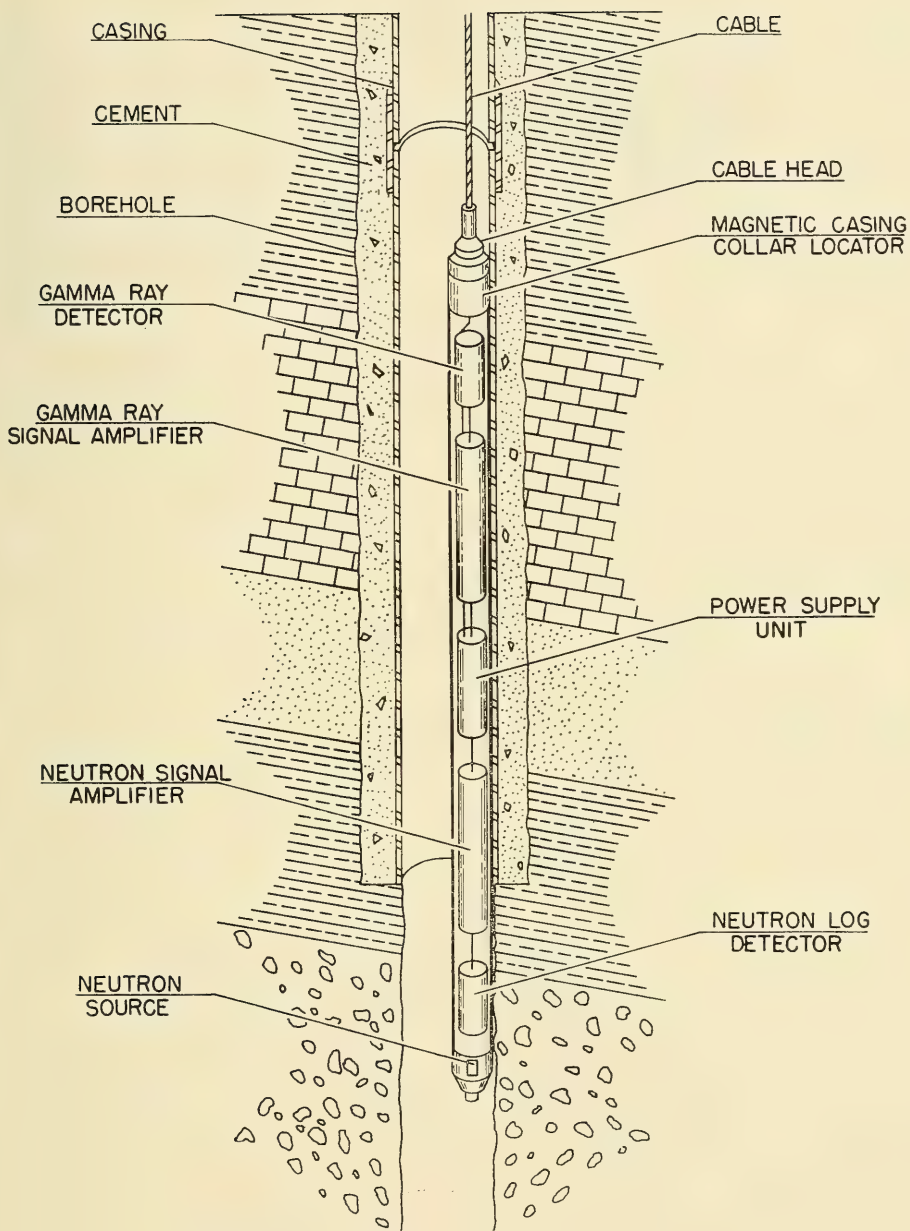 CASING
CABLE
CEMENT
CABLE HEAD
BOREHOLE
MAGNETIC CASING
COLLAR LOCATOR
GAMMA RAY
DETECTOR
GAMMA RAY
SIGNAL AMPLIFIER
POWER SUPPLY
UNIT
NEUTRON SIGNAL
AMPLIFIER
NEUTRON LOG
DETECTOR
NEUTRON
SOURCE